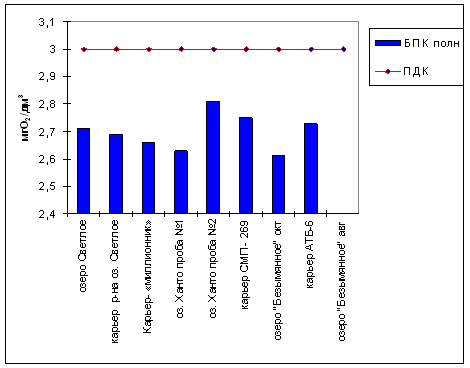 3,1
3
2,9
2,8
2,7
2,6
2,5
2,4
мгО₂/дм³
БПК полн
ПДК
озеро Светлое
карьер р-на оз. Светлое
Карьер- «миллионник»
оз. Ханто проба №1
оз. Ханто проба №2
карьер СМП- 269
озеро "Безымянное" окт
карьер АТБ-6
озеро "Безымянное" авг